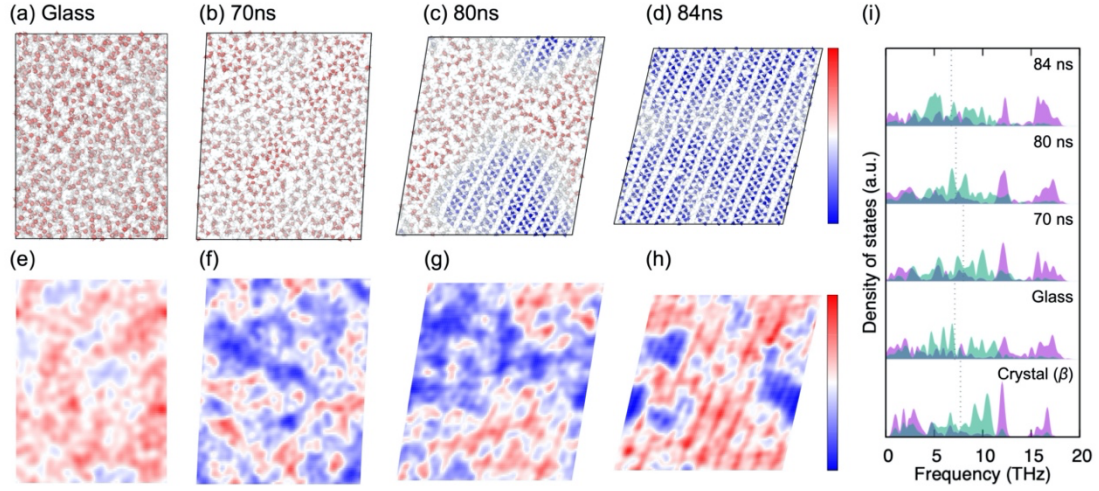 (a) Glass
(b) 70ns
(c) 80ns
(d) 84ns
(i)
(e)
(f)
(g)
(h)
Density of states (a.u.)
84 ns
80 ns
70 ns
Glass
Crystal (β)
0 5 10 15 20
Frequency (THz)